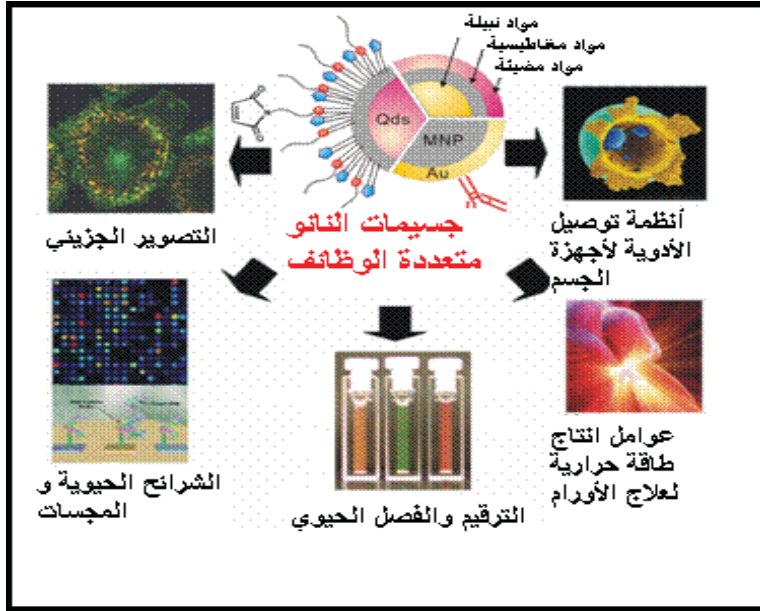 مواد نبيلة
مواد مغاطيسية
مواد مضيئة
Qds
MNP
Au
n
O
N
O
جسيمات النانو
متعددة الوظائف
التصوير الجزيئي
أنظمة توصيل
الأدوية لأجهزة
الجسم
الشرائح الحيوية و
المجسات
الترقيم والفصل الحيوي
عوامل انتاج
طاقة حرارية
لعلاج الأورام